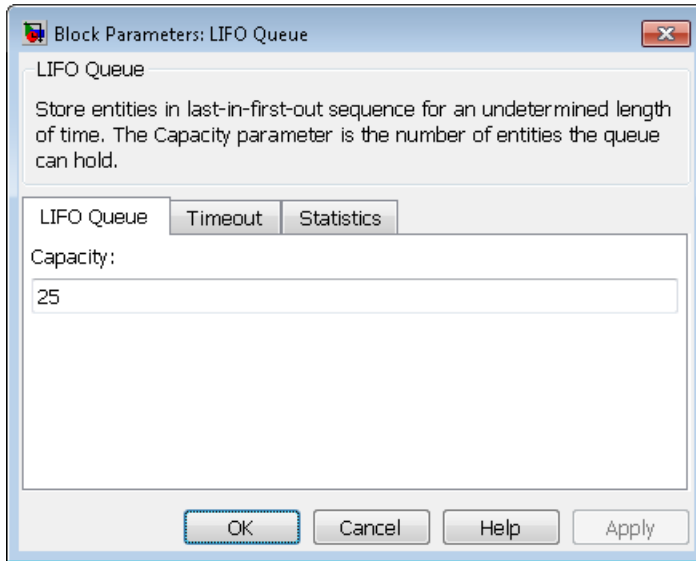 Block Parameters: LIFO Queue
LIFO Queue
Store entities in last-in-first-out sequence for an undetermined length
of time. The Capacity parameter is the number of entities the queue
can hold.
LIFO Queue Timeout Statistics
Capacity:
25
OK Cancel Help Apply